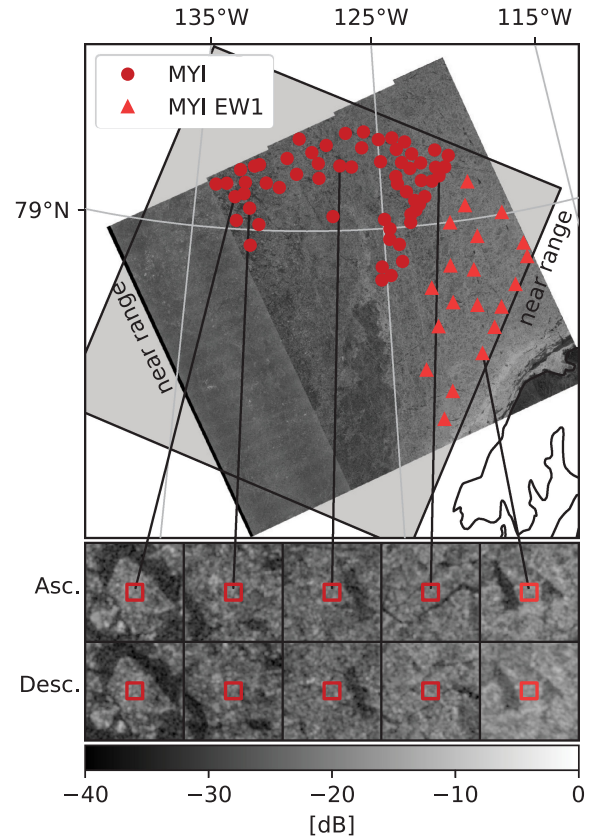 135°W 125°W 115°W
MYI
MYI EW1
79°N
near range
near range
Asc.
Desc.
−40 −30 −20 −10 0
[dB]